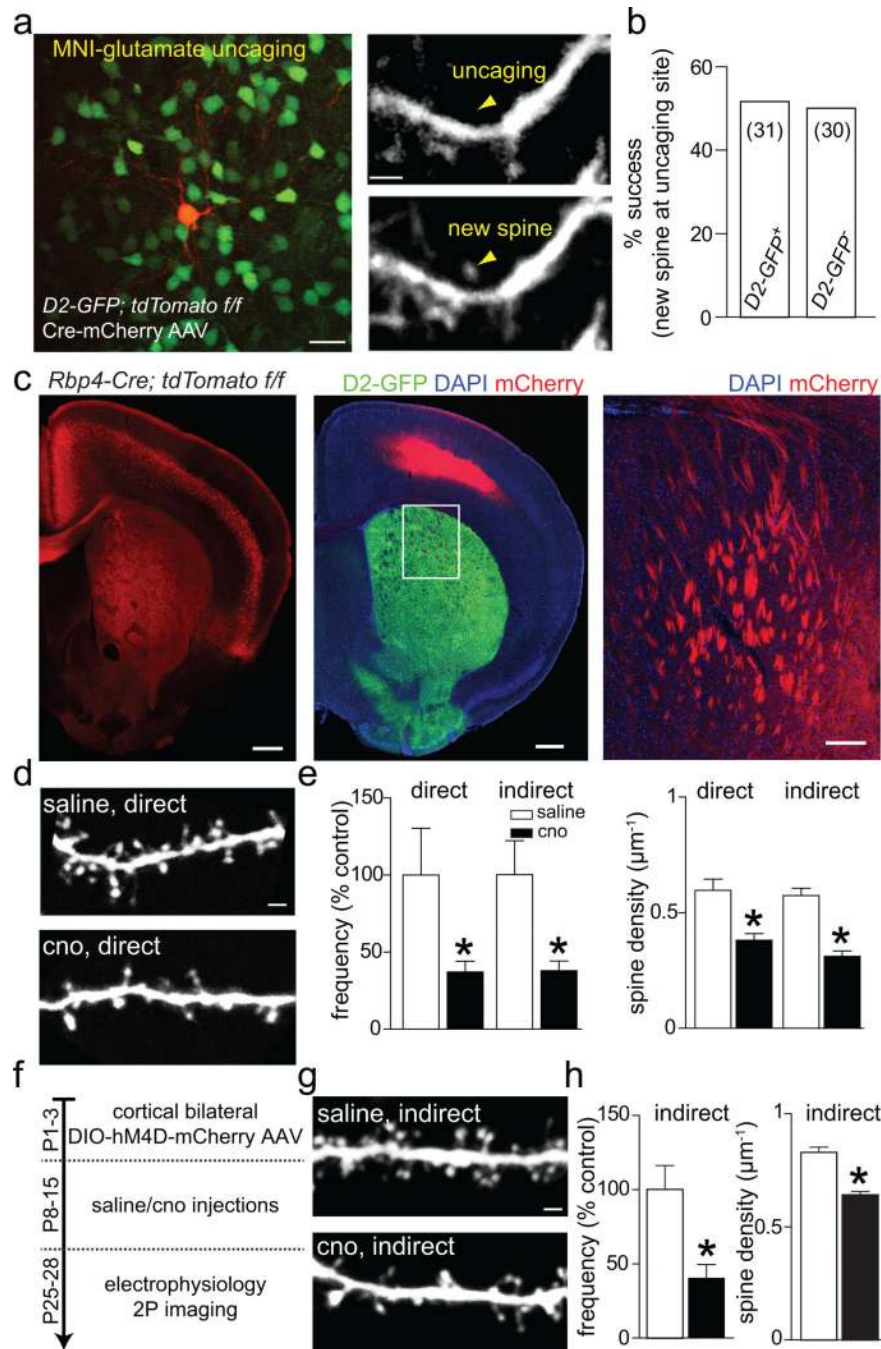 a
MNI-glutamate uncaging
D2-GFP; tdTomato f/f
Cre-mCherry AAV
uncaging
new spine
b
% success
(new spine at uncaging site)
60
40
20
0
(31)
(30)
D2-GFP⁺
D2-GFP⁻
c
Rbp4-Cre; tdTomato f/f
D2-GFP DAPI mCherry
DAPI mCherry
d
saline, direct
cno, direct
e
frequency (% control)
150
100
50
0
direct
indirect
saline
cno
*
*
spine density (µm⁻¹)
1
0.5
0
direct
indirect
*
*
f
P1-3
cortical bilateral
DIO-hM4D-mCherry AAV
P8-15
saline/cno injections
P25-28
electrophysiology
2P imaging
g
saline, indirect
cno, indirect
h
frequency (% control)
150
100
50
0
indirect
*
spine density (µm⁻¹)
1
0.5
0
indirect
*